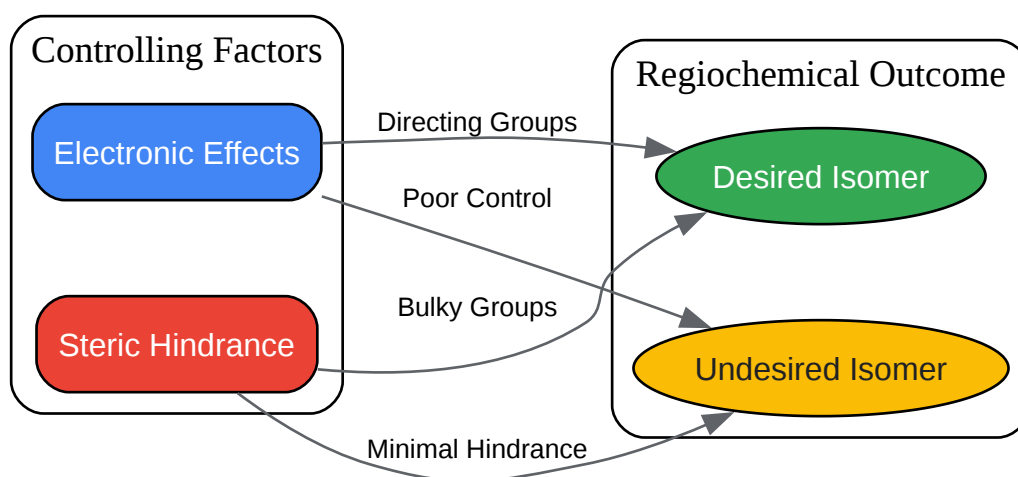 Controlling Factors
Regiochemical Outcome
Electronic Effects
Directing Groups
Desired Isomer
Poor Control
Steric Hindrance
Bulky Groups
Undesired Isomer
Minimal Hindrance